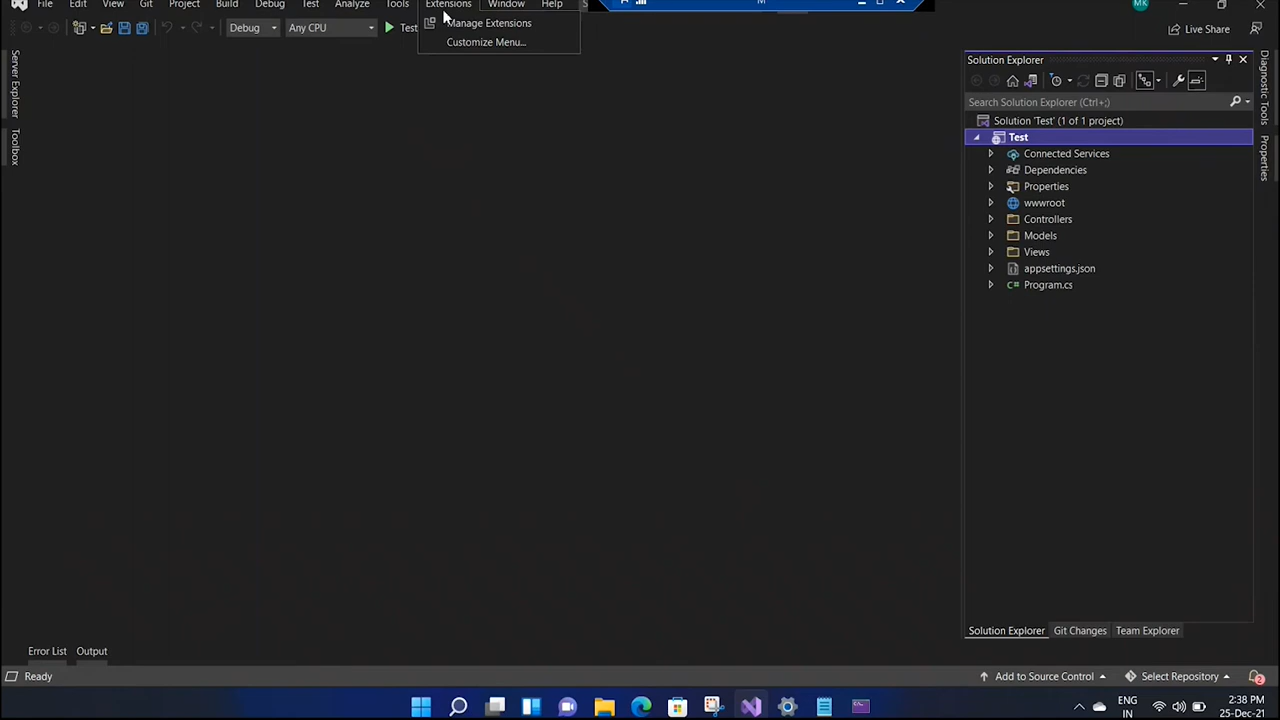 File Edit View Git Project Build Debug Test Analyze Tools Extensions Window Help
Debug Any CPU Test Live Share
Manage Extensions
Customize Menu...
Server Explorer
Toolbox
Solution Explorer
Search Solution Explorer (Ctrl+;)
Solution 'Test' (1 of 1 project)
Test
Connected Services
Dependencies
Properties
wwwroot
Controllers
Models
Views
appsettings.json
C# Program.cs
Diagnostic Tools
Properties
MK
Solution Explorer Git Changes Team Explorer
Error List Output
Ready Add to Source Control Select Repository 2
ENG
IN
2:38 PM
25-Dec-21